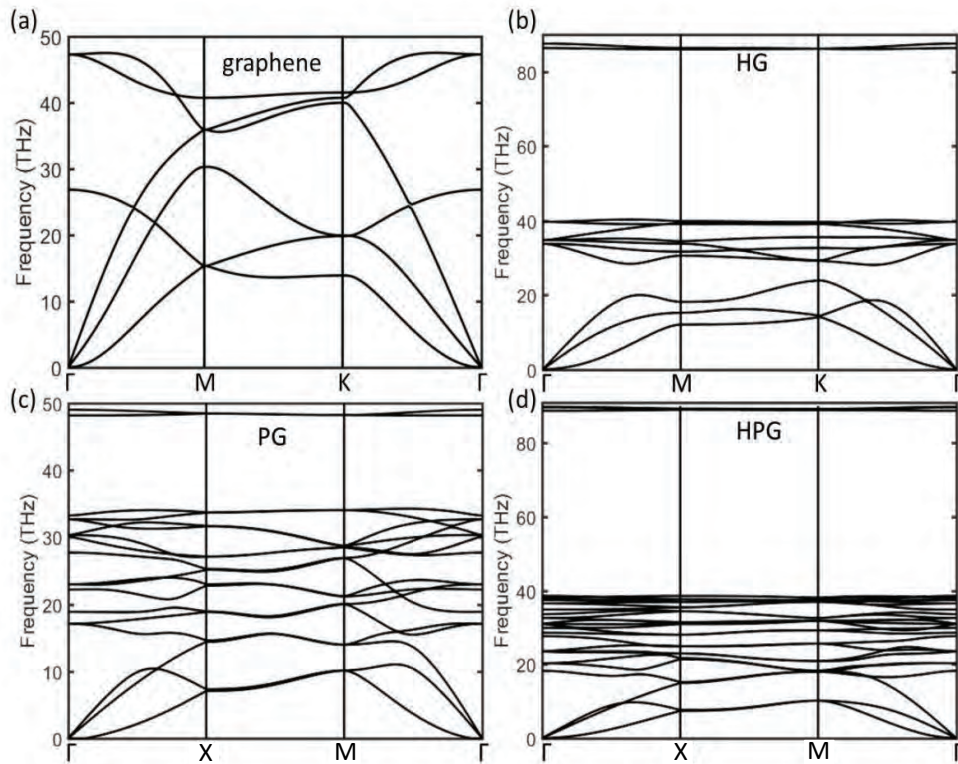 (a)
graphene
Frequency (THz)
50
40
30
20
10
0
Γ M K Γ
(b)
HG
Frequency (THz)
80
60
40
20
0
Γ M K Γ
(c)
PG
Frequency (THz)
50
40
30
20
10
0
Γ X M Γ
(d)
HPG
Frequency (THz)
80
60
40
20
0
Γ X M Γ